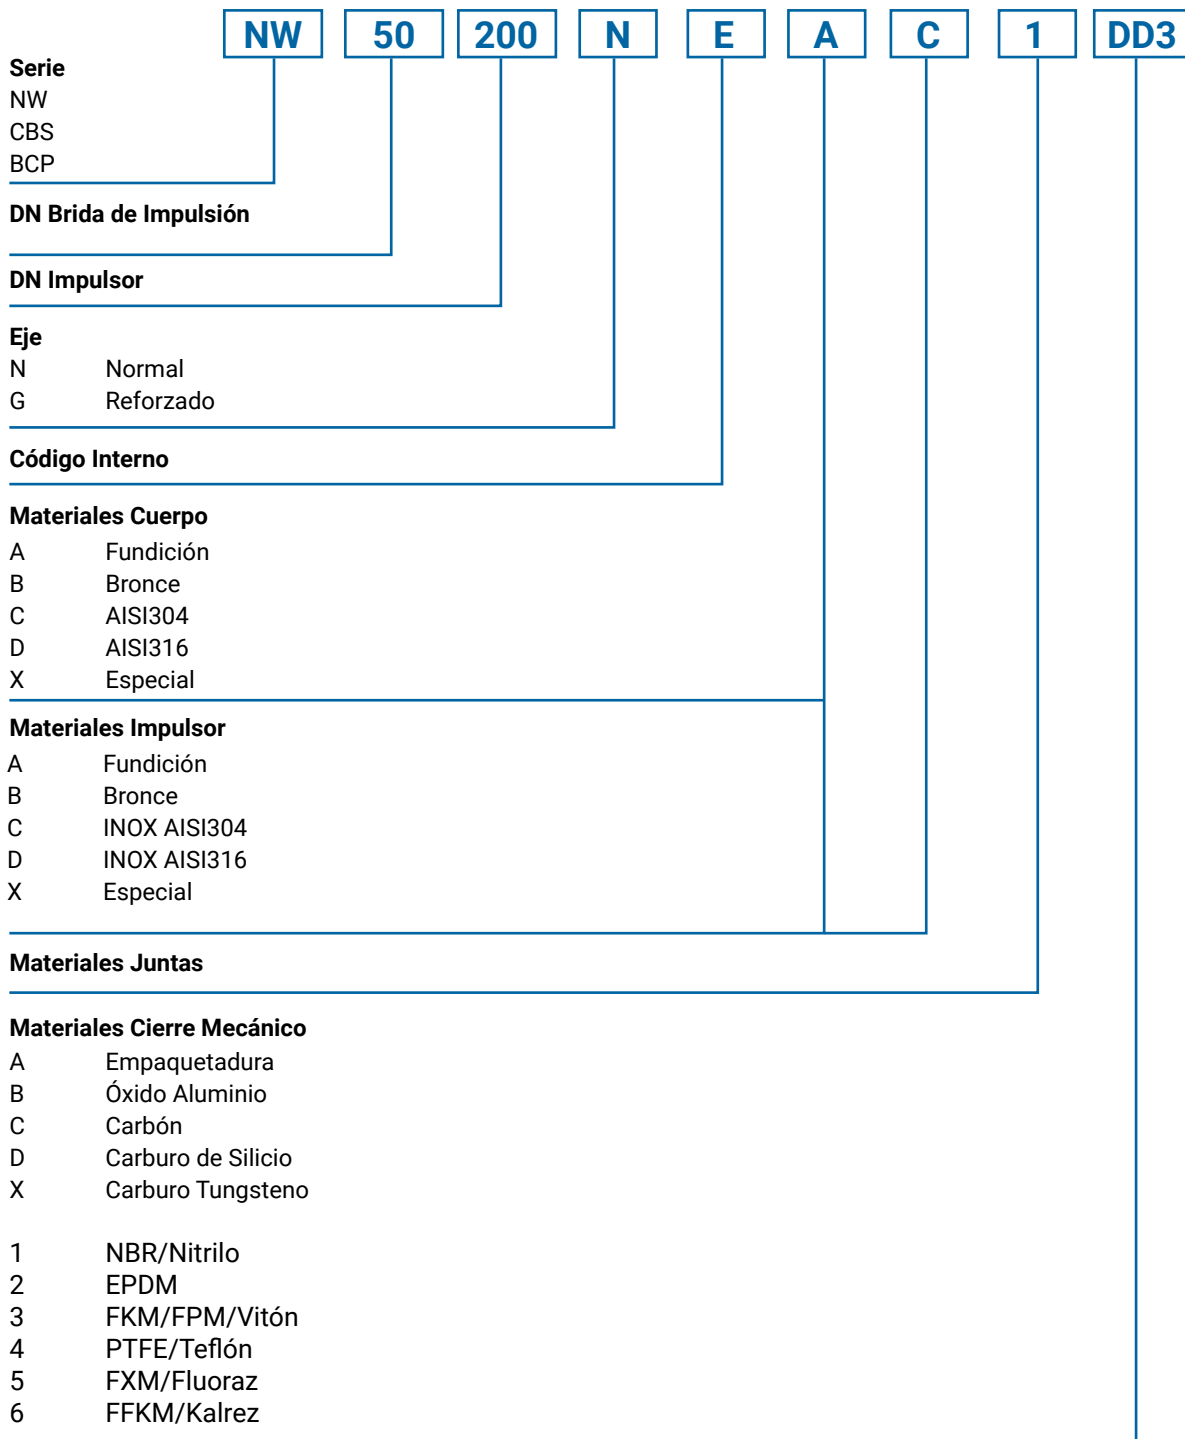 NW 50 200 N E A C 1 DD3
Serie
NW
CBS
BCP
DN Brida de Impulsión
DN Impulsor
Eje
N Normal
G Reforzado
Código Interno
Materiales Cuerpo
A Fundición
B Bronce
C AISI304
D AISI316
X Especial
Materiales Impulsor
A Fundición
B Bronce
C INOX AISI304
D INOX AISI316
X Especial
Materiales Juntas
Materiales Cierre Mecánico
A Empaquetadura
B Óxido Aluminio
C Carbón
D Carburo de Silicio
X Carburo Tungsteno
1 NBR/Nitrilo
2 EPDM
3 FKM/FPM/Vitón
4 PTFE/Teflón
5 FXM/Fluoraz
6 FFKM/Kalrez